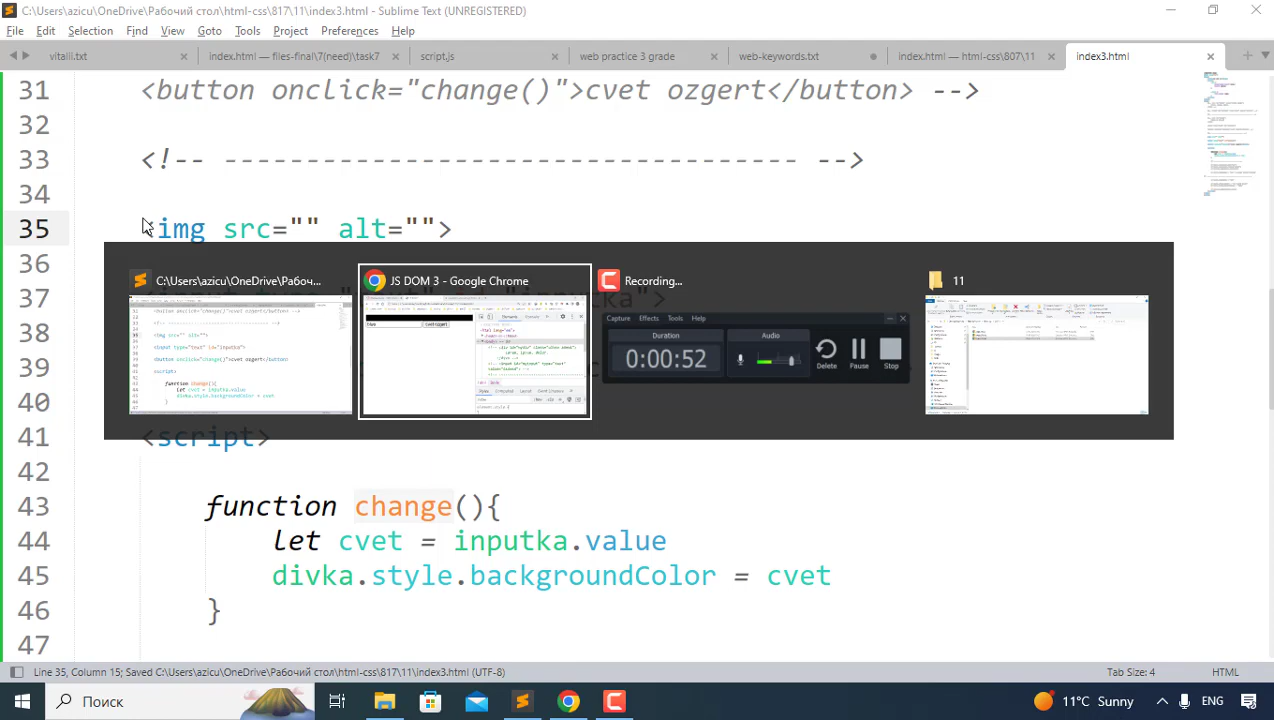 C:\Users\azicu\OneDrive\Рабочий стол\html-css\817\11\index3.html - Sublime Text (UNREGISTERED)
File Edit Selection Find View Goto Tools Project Preferences Help
vitalii.txt index.html — files-final\7(need)\task7 script.js web practice 3 grade web-keywords.txt index.html — html-css\807\11 index3.html
31 <button onclick="change()">cvet ozgert</button> -->
32
33 <!-- ----------------------------------- -->
34
35 <img src="" alt="">
36
C:\Users\azicu\OneDrive\Рабоч... JS DOM 3 - Google Chrome Recording... 11
37
Capture Effects Tools Help
38
Duration Audio
0:00:52
39
Delete Pause Stop
40
41 <script>
42
43 function change(){
44 let cvet = inputka.value
45 divka.style.backgroundColor = cvet
46 }
47
Line 35, Column 15; Saved C:\Users\azicu\OneDrive\Рабочий стол\html-css\817\11\index3.html (UTF-8) Tab Size: 4 HTML
Поиск 11°C Sunny ENG